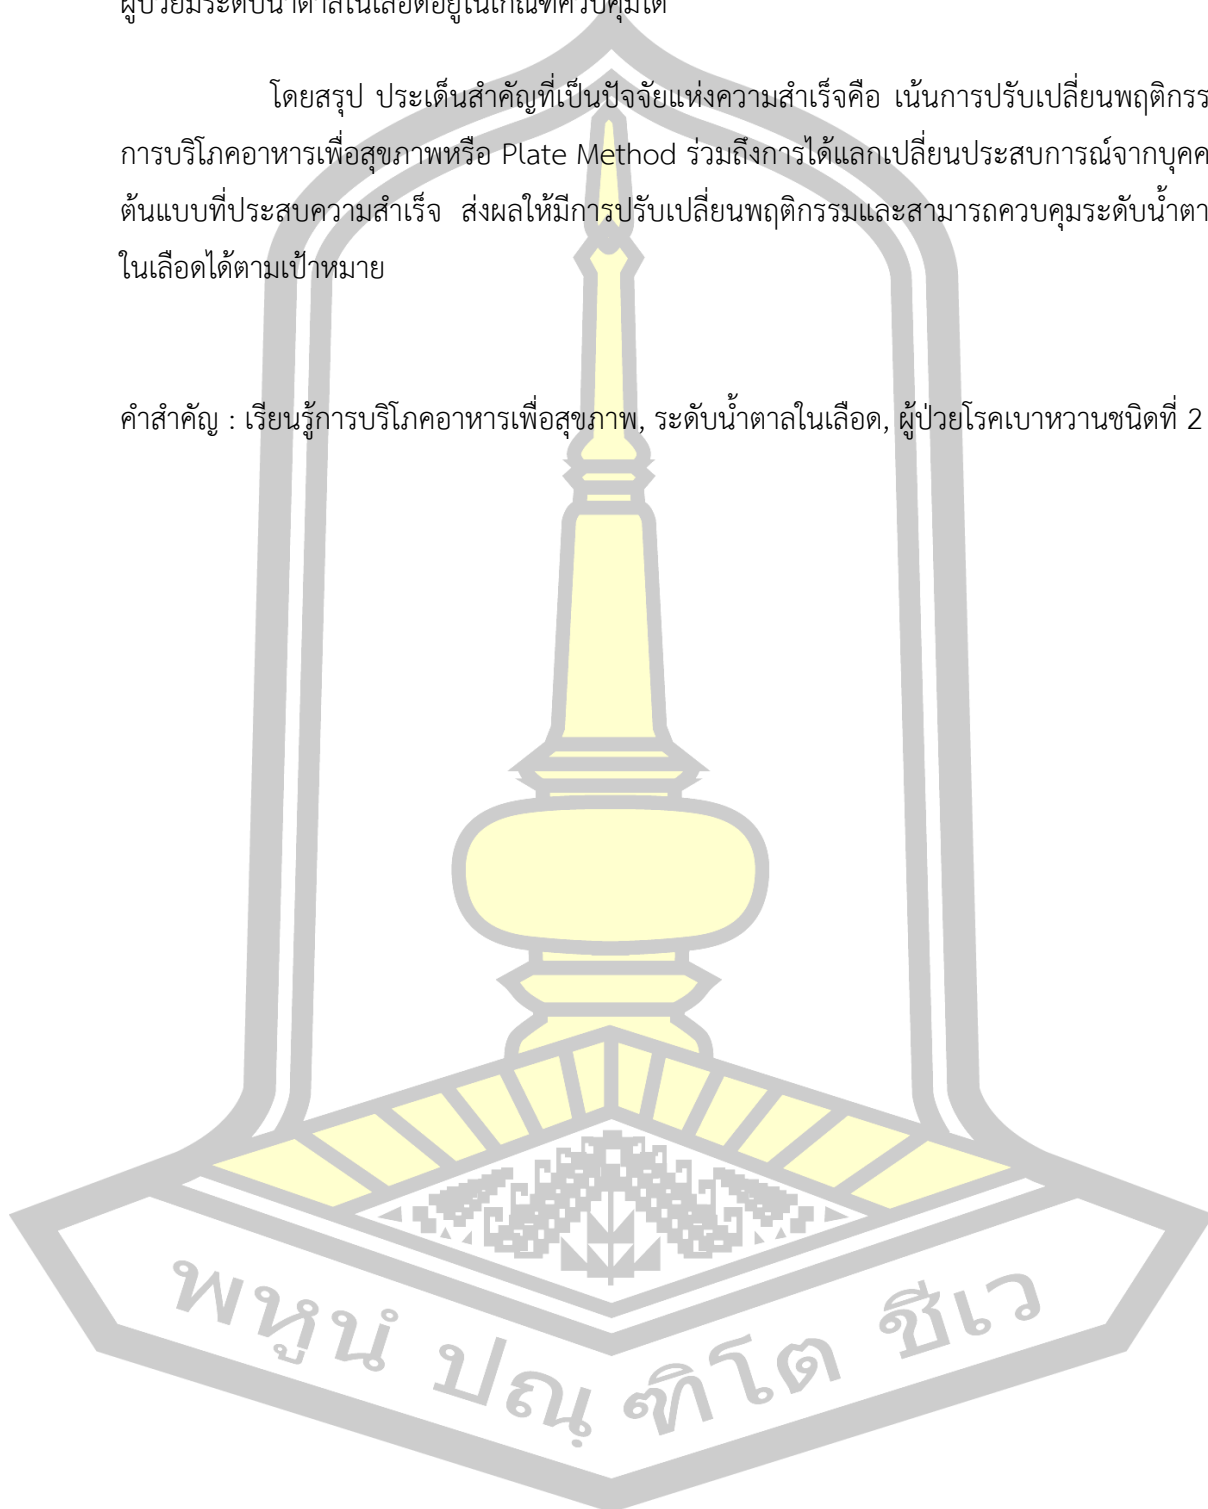 ผู้ป่วยมีระดับน้ำตาลในเลือดอยู่ในเกณฑ์ควบคุมได้
โดยสรุป ประเด็นสำคัญที่เป็นปัจจัยแห่งความสำเร็จคือ เน้นการปรับเปลี่ยนพฤติกรร
การบริโภคอาหารเพื่อสุขภาพหรือ Plate Method ร่วมถึงการได้แลกเปลี่ยนประสบการณ์จากบุคค
ต้นแบบที่ประสบความสำเร็จ ส่งผลให้มีการปรับเปลี่ยนพฤติกรรมและสามารถควบคุมระดับน้ำตา
ในเลือดได้ตามเป้าหมาย
คำสำคัญ : เรียนรู้การบริโภคอาหารเพื่อสุขภาพ, ระดับน้ำตาลในเลือด, ผู้ป่วยโรคเบาหวานชนิดที่ 2
พหูนํ ปณฺ ฑิโต ชีเว